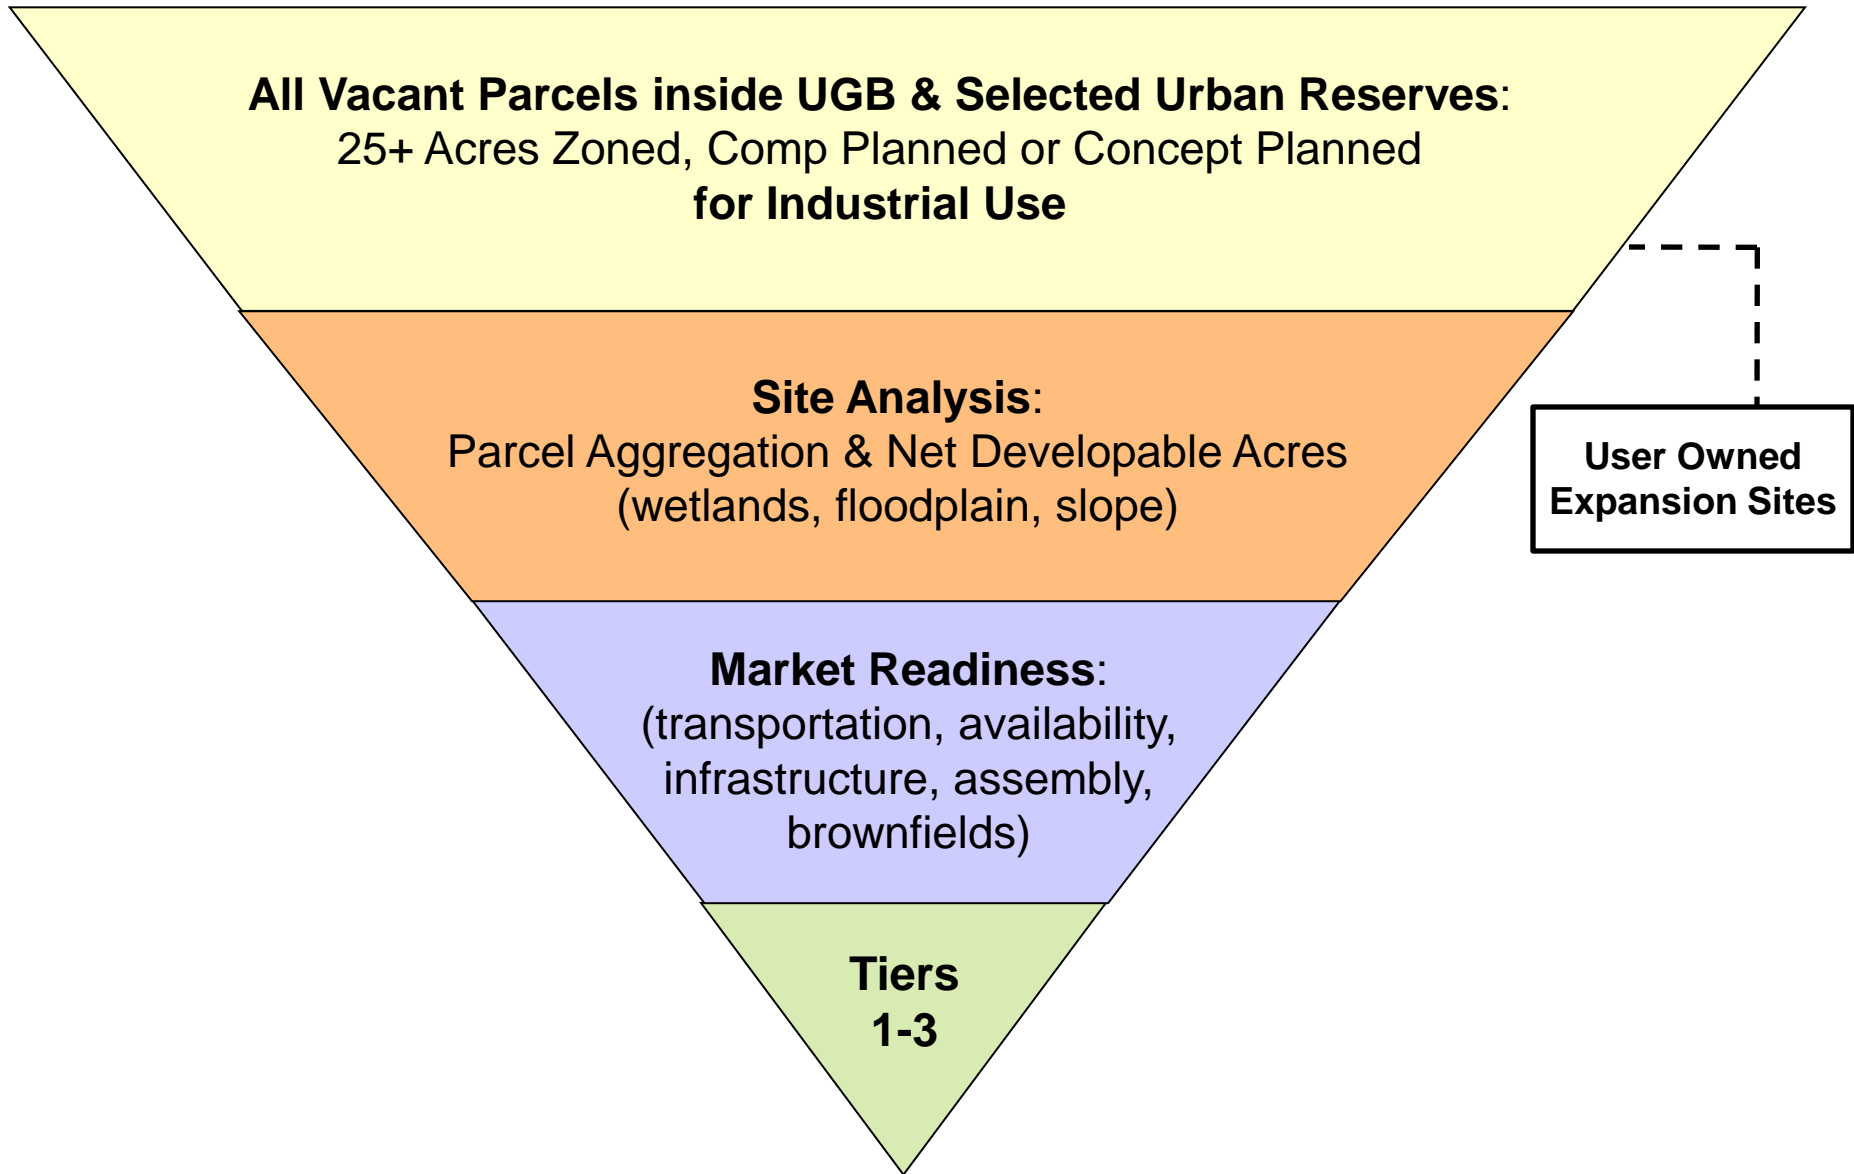 All Vacant Parcels inside UGB & Selected Urban Reserves:
25+ Acres Zoned, Comp Planned or Concept Planned
for Industrial Use
Site Analysis:
Parcel Aggregation & Net Developable Acres
(wetlands, floodplain, slope)
User Owned
Expansion Sites
Market Readiness:
(transportation, availability,
infrastructure, assembly,
brownfields)
Tiers
1-3